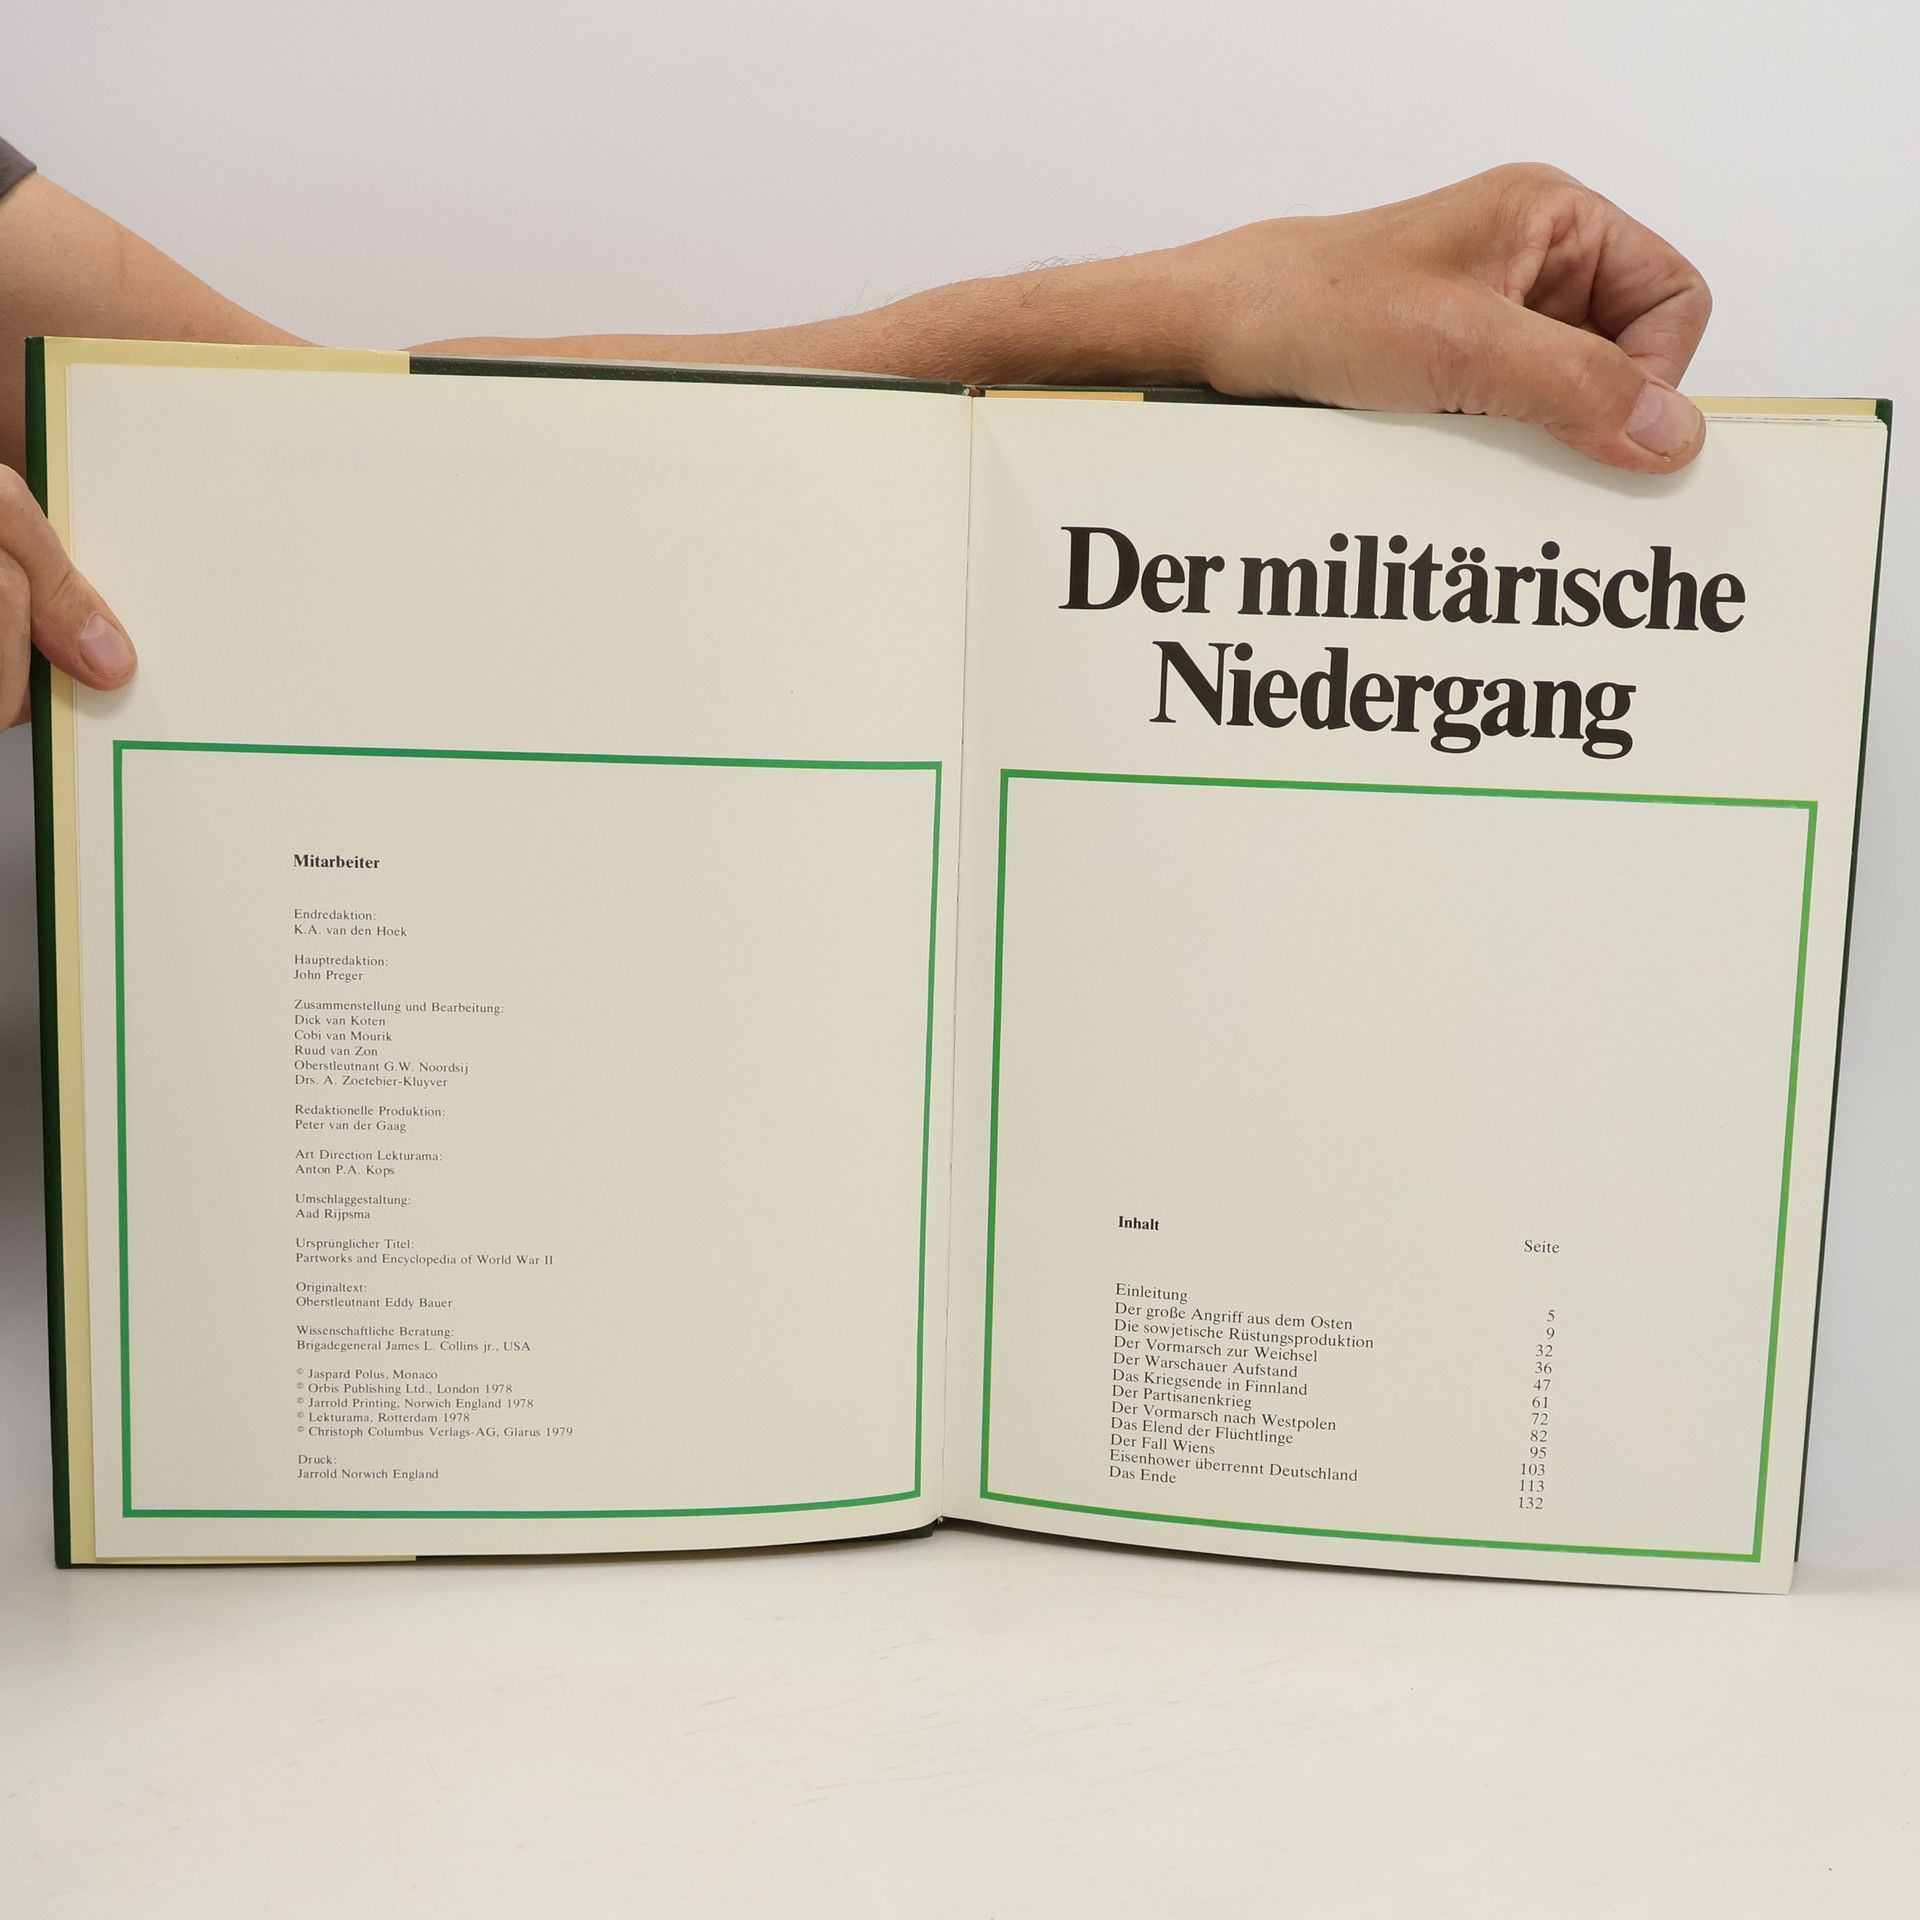 Mitarbeiter
Endredaktion:
K.A. van den Hoek
Hauptredaktion:
John Preger
Zusammenstellung und Bearbeitung:
Dick van Koten
Cobi van Mourik
Ruud van Zon
Oberstleutnant G.W. Noordsij
Drs. A. Zoetebier-Kluyver
Redaktionelle Produktion:
Peter van der Gaag
Art Direction Lekturama:
Anton P.A. Kops
Umschlaggestaltung:
Aad Rijpsma
Ursprünglicher Titel:
Partworks and Encyclopedia of World War II
Originaltext:
Oberstleutnant Eddy Bauer
Wissenschaftliche Beratung:
Brigadegeneral James L. Collins jr., USA
© Jaspard Polus, Monaco
© Orbis Publishing Ltd., London 1978
© Jarrold Printing, Norwich England 1978
© Lekturama, Rotterdam 1978
© Christoph Columbus Verlags-AG, Glarus 1979
Druck:
Jarrold Norwich England
Der militärische
Niedergang
Inhalt
Seite
Einleitung 5
Der große Angriff aus dem Osten 9
Die sowjetische Rüstungsproduktion 32
Der Vormarsch zur Weichsel 36
Der Warschauer Aufstand 47
Das Kriegsende in Finnland 61
Der Partisanenkrieg 72
Der Vormarsch nach Westpolen 82
Das Elend der Flüchtlinge 95
Der Fall Wiens 103
Eisenhower überrennt Deutschland 113
Das Ende 132